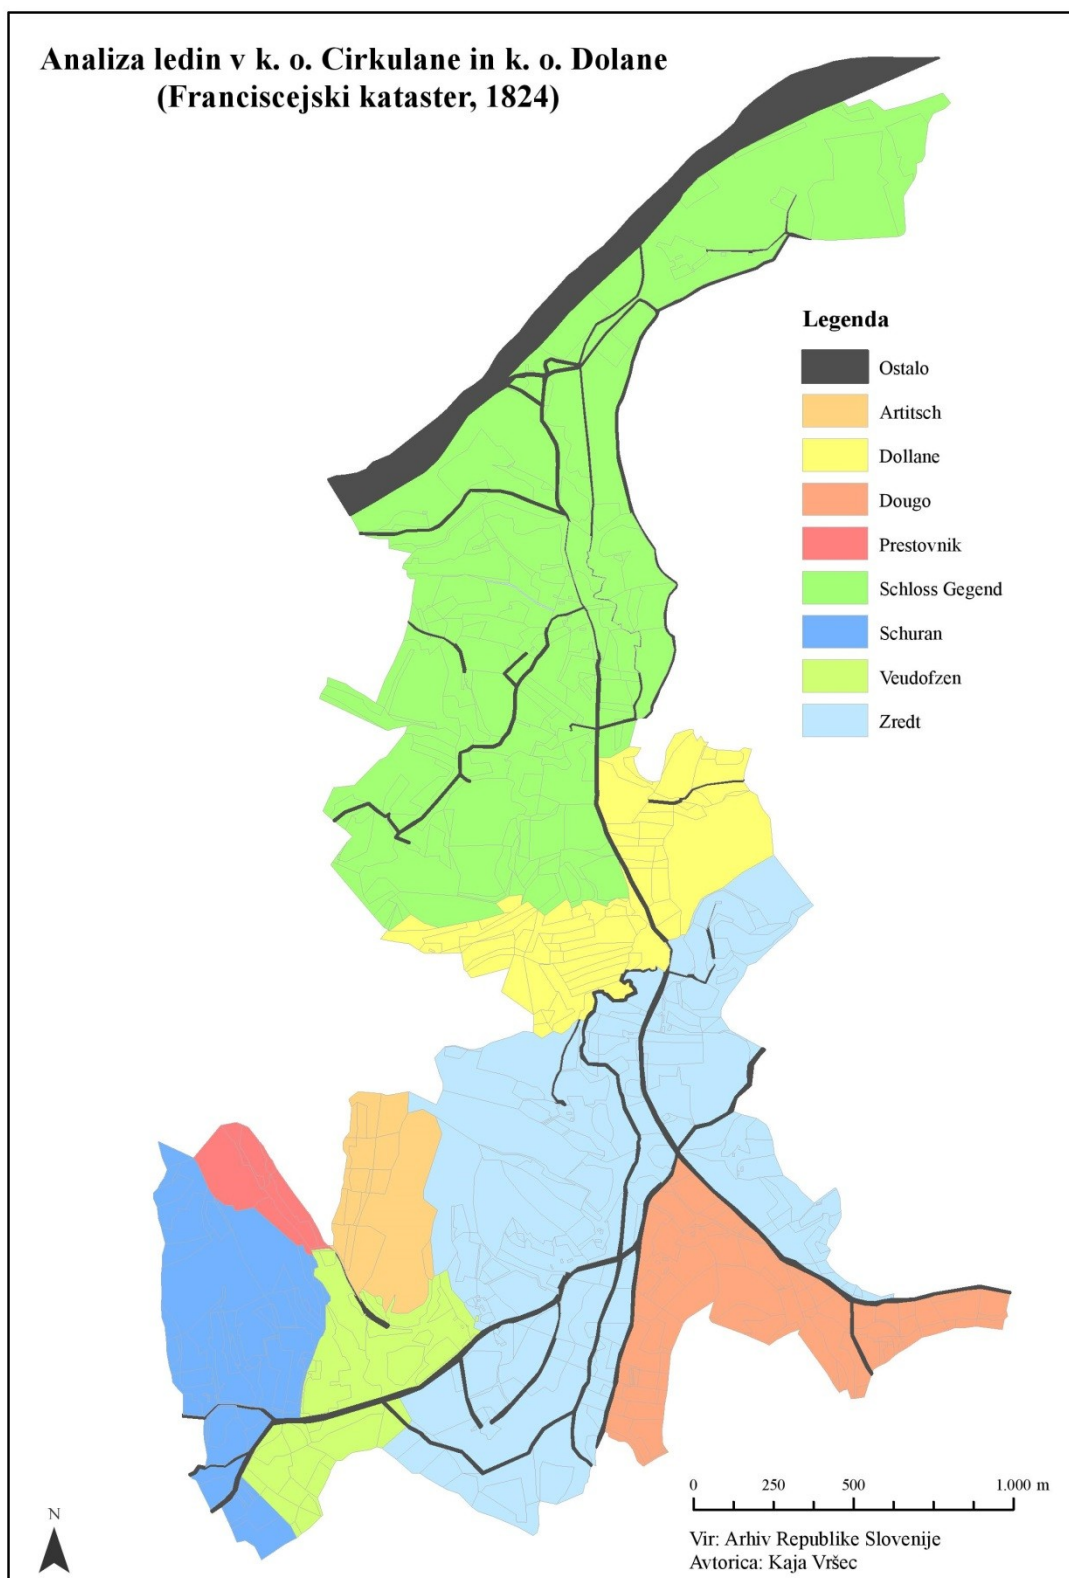 Analiza ledin v k. o. Cirkulane in k. o. Dolane
(Franciscejski kataster, 1824)
Legenda
Ostalo
Artitsch
Dollane
Dougo
Prestovnik
Schloss Gegend
Schuran
Veudofzen
Zredt
N
0 250 500 1.000 m
Vir: Arhiv Republike Slovenije
Avtorica: Kaja Vršec